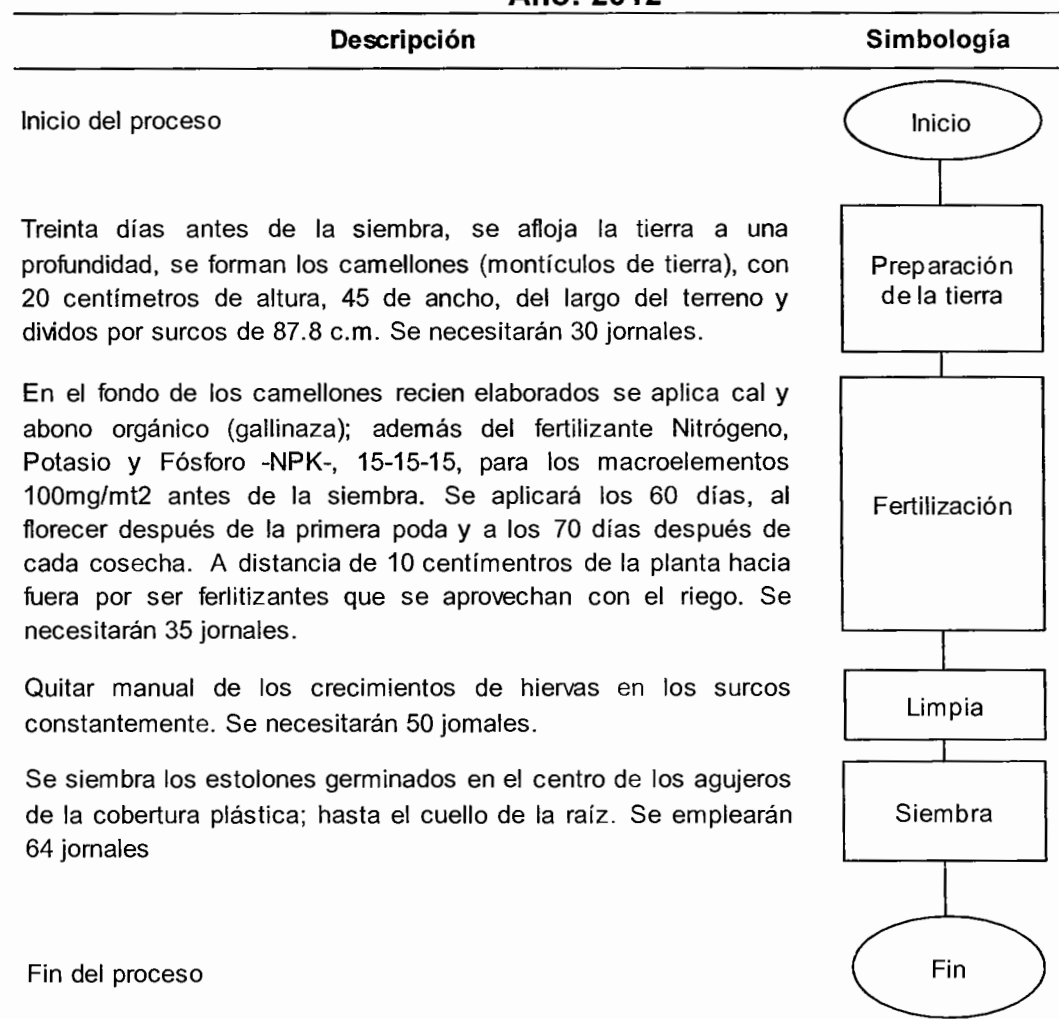 Descripción Simbología
Inicio del proceso
Inicio
Treinta días antes de la siembra, se afloja la tierra a una
profundidad, se forman los camellones (montículos de tierra), con
20 centímetros de altura, 45 de ancho, del largo del terreno y
dividos por surcos de 87.8 c.m. Se necesitarán 30 jornales.
Preparación
de la tierra
En el fondo de los camellones recien elaborados se aplica cal y
abono orgánico (gallinaza); además del fertilizante Nitrógeno,
Potasio y Fósforo -NPK-, 15-15-15, para los macroelementos
100mg/mt2 antes de la siembra. Se aplicará los 60 días, al
florecer después de la primera poda y a los 70 días después de
cada cosecha. A distancia de 10 centímentros de la planta hacia
fuera por ser ferlitizantes que se aprovechan con el riego. Se
necesitarán 35 jornales.
Fertilización
Quitar manual de los crecimientos de hiervas en los surcos
constantemente. Se necesitarán 50 jornales.
Limpia
Se siembra los estolones germinados en el centro de los agujeros
de la cobertura plástica; hasta el cuello de la raíz. Se emplearán
64 jornales
Siembra
Fin del proceso
Fin